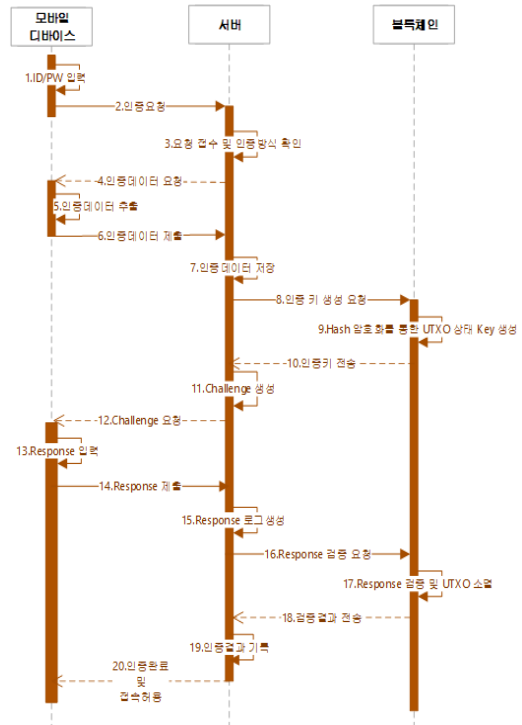 모바일
디바이스
서버
블록체인
1.ID/PW 입력
2.인증요청
3.요청 접수 및 인증방식 확인
4.인증데이터 요청
5.인증데이터 추출
6.인증데이터 제출
7.인증데이터 저장
8.인증 키 생성 요청
9.Hash 암호화를 통한 UTXO 상태 Key 생성
10.인증키 전송
11.Challenge 생성
12.Challenge 요청
13.Response 입력
14.Response 제출
15.Response 로그 생성
16.Response 검증 요청
17.Response 검증 및 UTXO 소멸
18.검증결과 전송
19.인증결과 기록
20.인증완료
및
접속허용